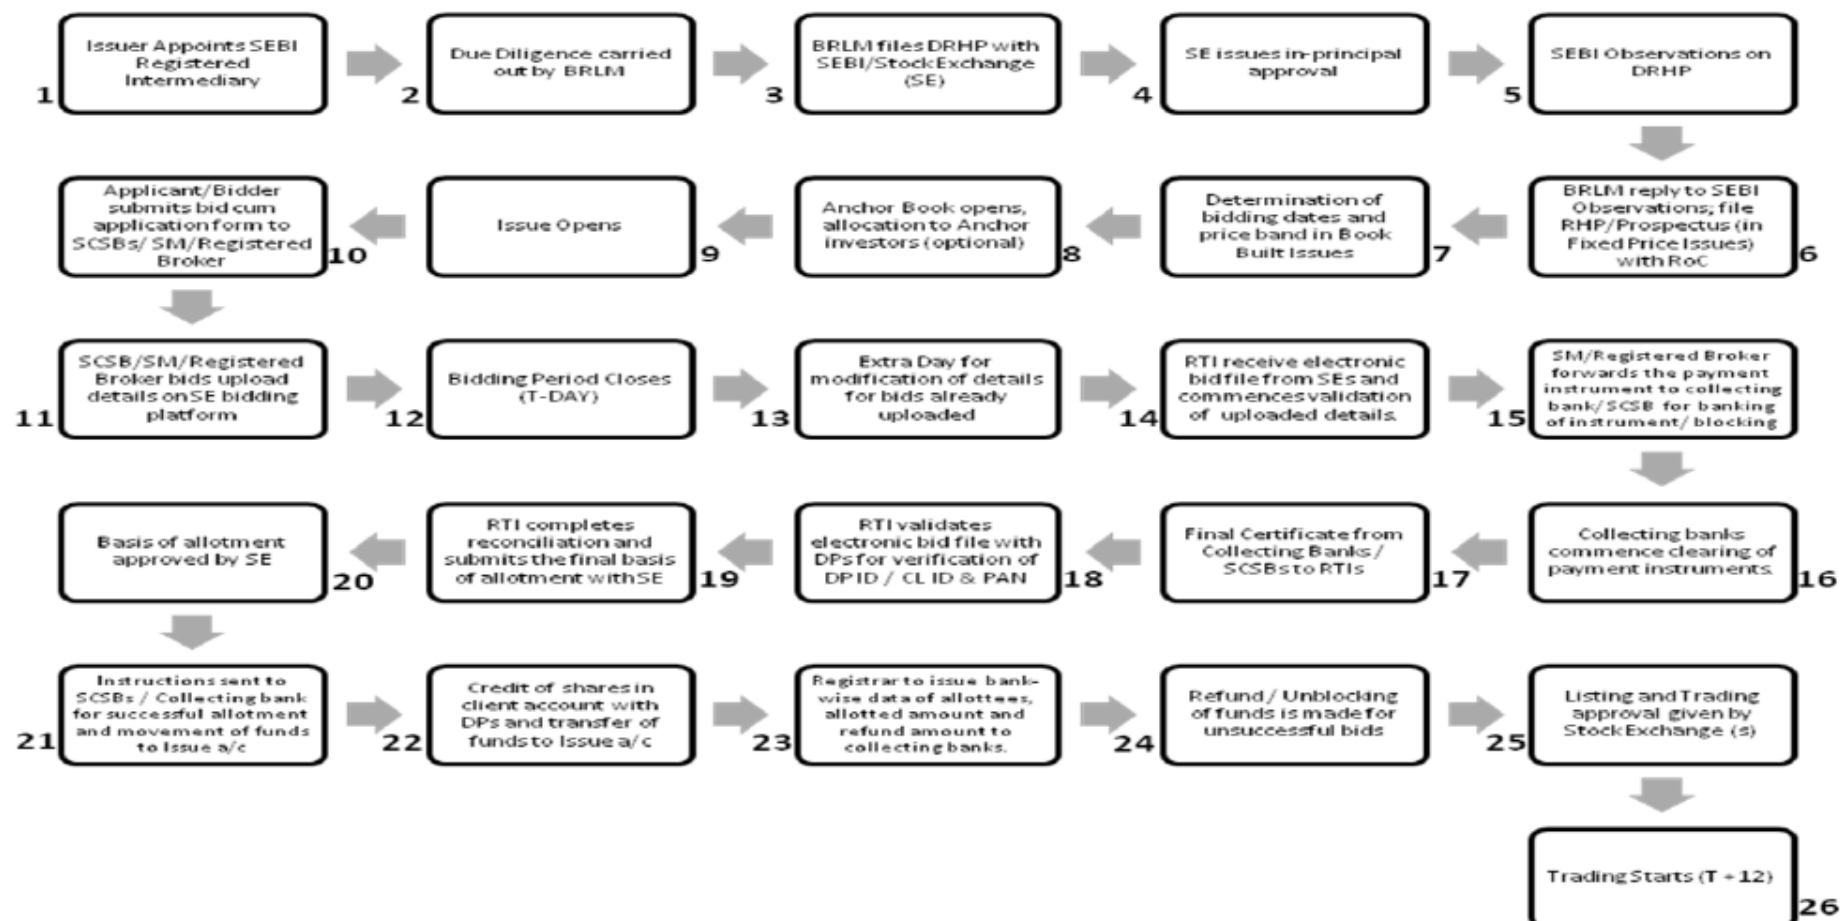 Issuer Appoints SEBI
Registered
Intermediary
1
Due Diligence carried
out by BRLM
2
BRLM files DRHP with
SEBI/Stock Exchange
(SE)
3
SE issues in-principal
approval
4
SEBI Observations on
DRHP
5
BRLM reply to SEBI
Observations; file
RHP/Prospectus (in
Fixed Price Issues)
with RoC
6
Determination of
bidding dates and
price band in Book
Built Issues
7
Anchor Book opens,
allocation to Anchor
investors (optional)
8
Issue Opens
9
Applicant/Bidder
submits bid cum
application form to
SCSBs/ SM/Registered
Broker
10
SCSB/SM/Registered
Broker bids upload
details on SE bidding
platform
11
Bidding Period Closes
(T-DAY)
12
Extra Day for
modification of details
for bids already
uploaded
13
RTI receive electronic
bid file from SEs and
commences validation
of uploaded details.
14
SM/Registered Broker
forwards the payment
instrument to collecting
bank/SCSB for banking
of instrument/ blocking
15
Collecting banks
commence clearing of
payment instruments.
16
Final Certificate from
Collecting Banks /
SCSBs to RTIs
17
RTI validates
electronic bid file with
DPs for verification of
DP ID / CL ID & PAN
18
RTI completes
reconciliation and
submits the final basis
of allotment with SE
19
Basis of allotment
approved by SE
20
Instructions sent to
SCSBs / Collecting bank
for successful allotment
and movement of funds
to Issue a/c
21
Credit of shares in
client account with
DPs and transfer of
funds to Issue a/c
22
Registrar to issue bank-
wise data of allottees,
allotted amount and
refund amount to
collecting banks.
23
Refund / Unblocking
of funds is made for
unsuccessful bids
24
Listing and Trading
approval given by
Stock Exchange (s)
25
Trading Starts (T + 12)
26